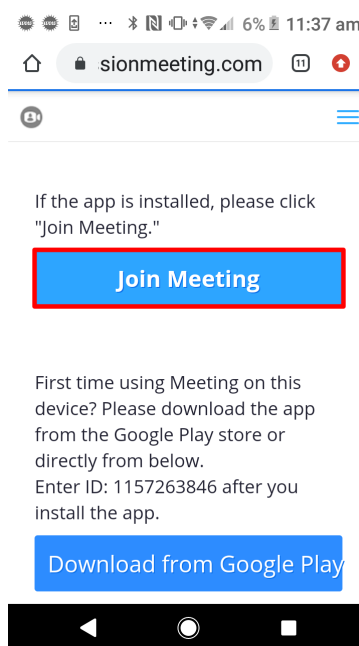 6% 11:37 am
sionmeeting.com 11
If the app is installed, please click
"Join Meeting."
Join Meeting
First time using Meeting on this
device? Please download the app
from the Google Play store or
directly from below.
Enter ID: 1157263846 after you
install the app.
Download from Google Play